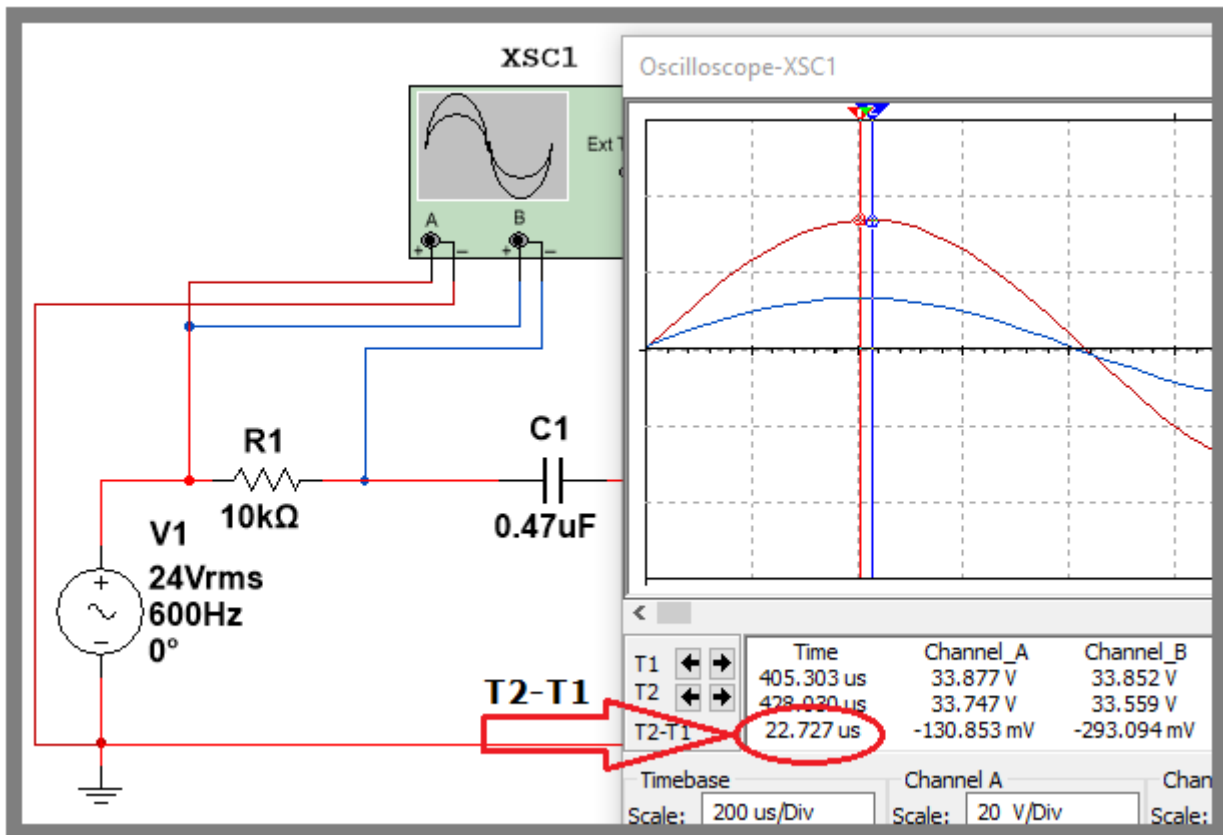 XSC1
Oscilloscope-XSC1
Ext T
A
B
+
–
+
–
R1
10kΩ
C1
0.47uF
V1
24Vrms
600Hz
0°
+
–
T2-T1
Time
Channel_A
Channel_B
T1
405.303 us
33.877 V
33.852 V
T2
428.030 us
33.747 V
33.559 V
T2-T1
22.727 us
-130.853 mV
-293.094 mV
Timebase
Channel A
Chan
Scale:
200 us/Div
Scale:
20 V/Div
Scale: